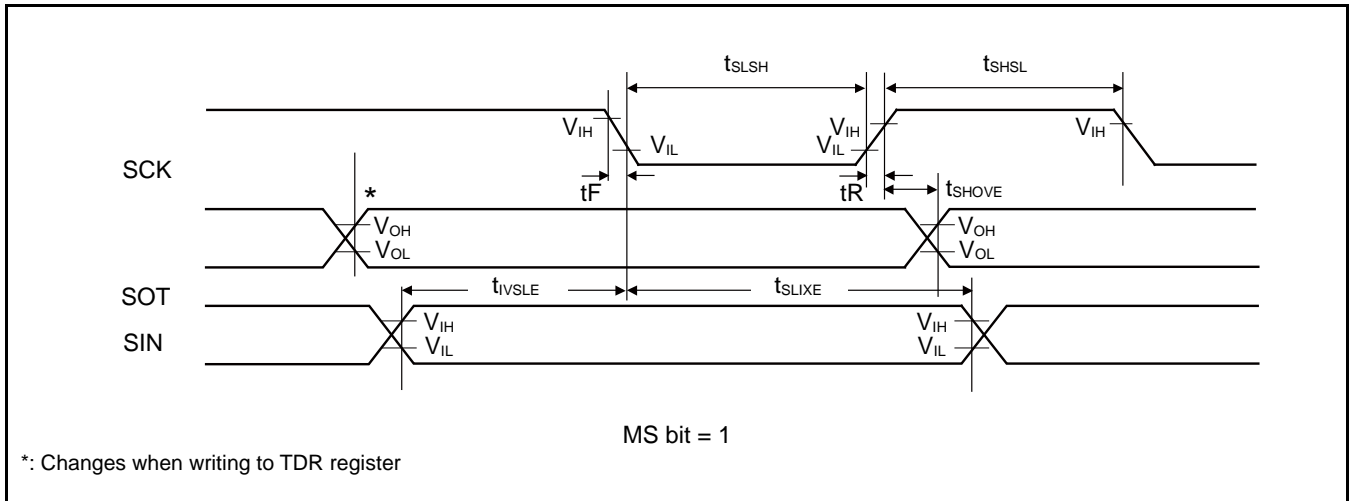 tSLSH tSHSL
VIH VIH VIH
VIL VIL
SCK
tF tR tSHOVE
*
VOH VOH
VOL VOL
SOT tIVSLE tSLIXE
VIH VIH
SIN
VIL VIL
MS bit = 1
*: Changes when writing to TDR register